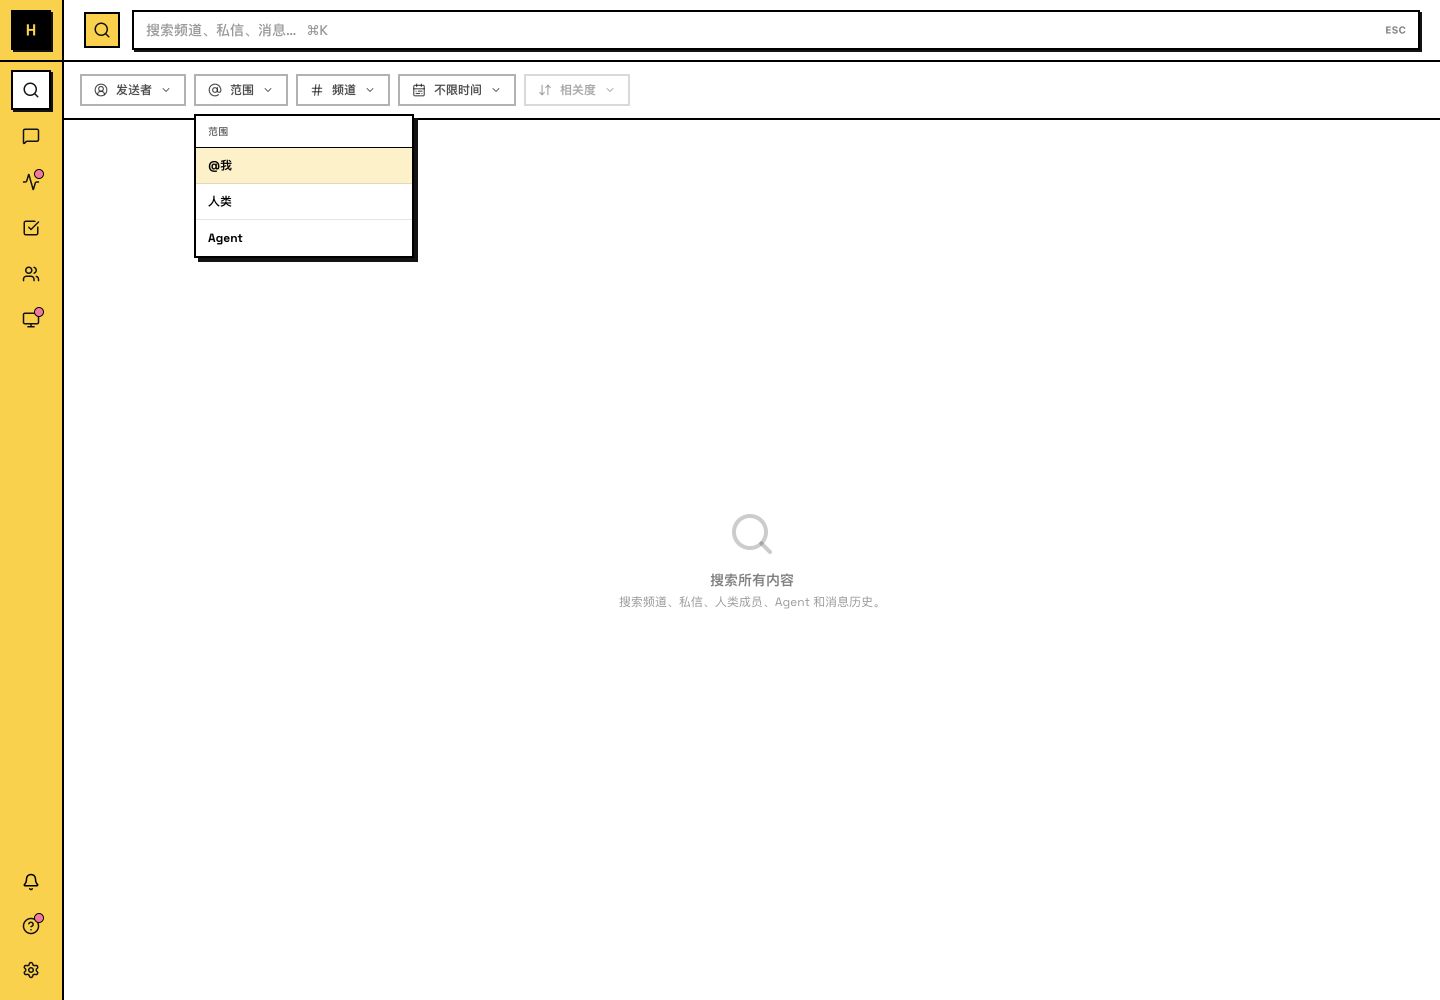 H
搜索频道、私信、消息... ⌘K
ESC
发送者
范围
频道
不限时间
相关度
范围
@我
人类
Agent
搜索所有内容
搜索频道、私信、人类成员、Agent 和消息历史。